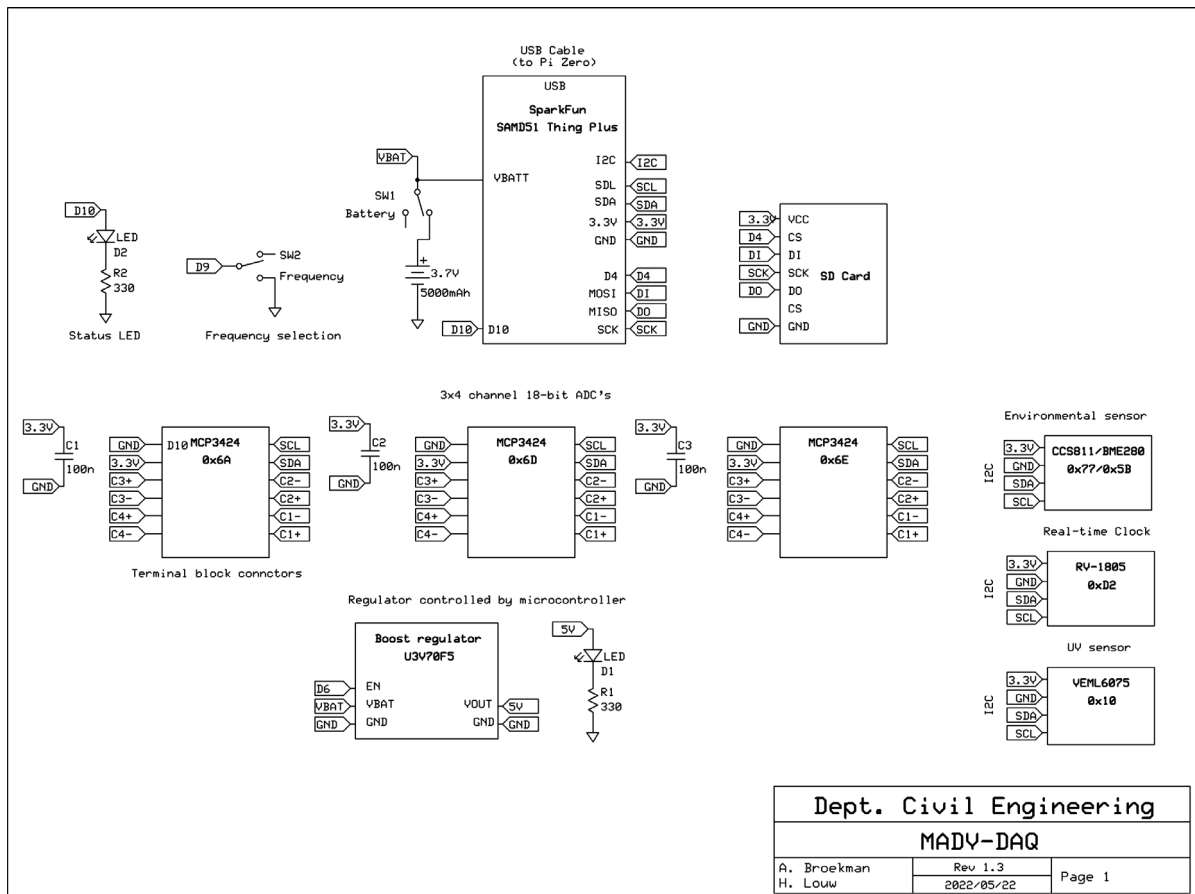 USB Cable
(to Pi Zero)
USB
SparkFun
SAMD51 Thing Plus
VBAT
VBATT
SW1
Battery
+
3.7V
5000mAh
D10
D10
I2C
I2C
SDL
SCL
SDA
SDA
3.3V
3.3V
GND
GND
D4
D4
MOSI
DI
MISO
DO
SCK
SCK
D10
LED
D2
R2
330
Status LED
D9
SW2
Frequency
Frequency selection
3.3V
VCC
D4
CS
DI
DI
SCK
SCK
DO
DO
CS
GND
GND
SD Card
3x4 channel 18-bit ADC's
3.3V
C1
100n
GND
GND
D10
MCP3424
0x6A
3.3V
C3+
C3-
C4+
C4-
SCL
SDA
C2-
C2+
C1-
C1+
Terminal block connctors
3.3V
C2
100n
GND
GND
MCP3424
0x6D
3.3V
C3+
C3-
C4+
C4-
SCL
SDA
C2-
C2+
C1-
C1+
3.3V
C3
100n
GND
GND
MCP3424
0x6E
3.3V
C3+
C3-
C4+
C4-
SCL
SDA
C2-
C2+
C1-
C1+
Environmental sensor
I2C
3.3V
GND
SDA
SCL
CCS811/BME280
0x77/0x5B
Real-time Clock
I2C
3.3V
GND
SDA
SCL
RV-1805
0xD2
UV sensor
I2C
3.3V
GND
SDA
SCL
VEML6075
0x10
Regulator controlled by microcontroller
Boost regulator
U3V70F5
D6
EN
VBAT
VBAT
GND
GND
VOUT
5V
GND
GND
5V
LED
D1
R1
330
Dept. Civil Engineering
MADV-DAQ
A. Broekman
H. Louw
Rev 1.3
2022/05/22
Page 1